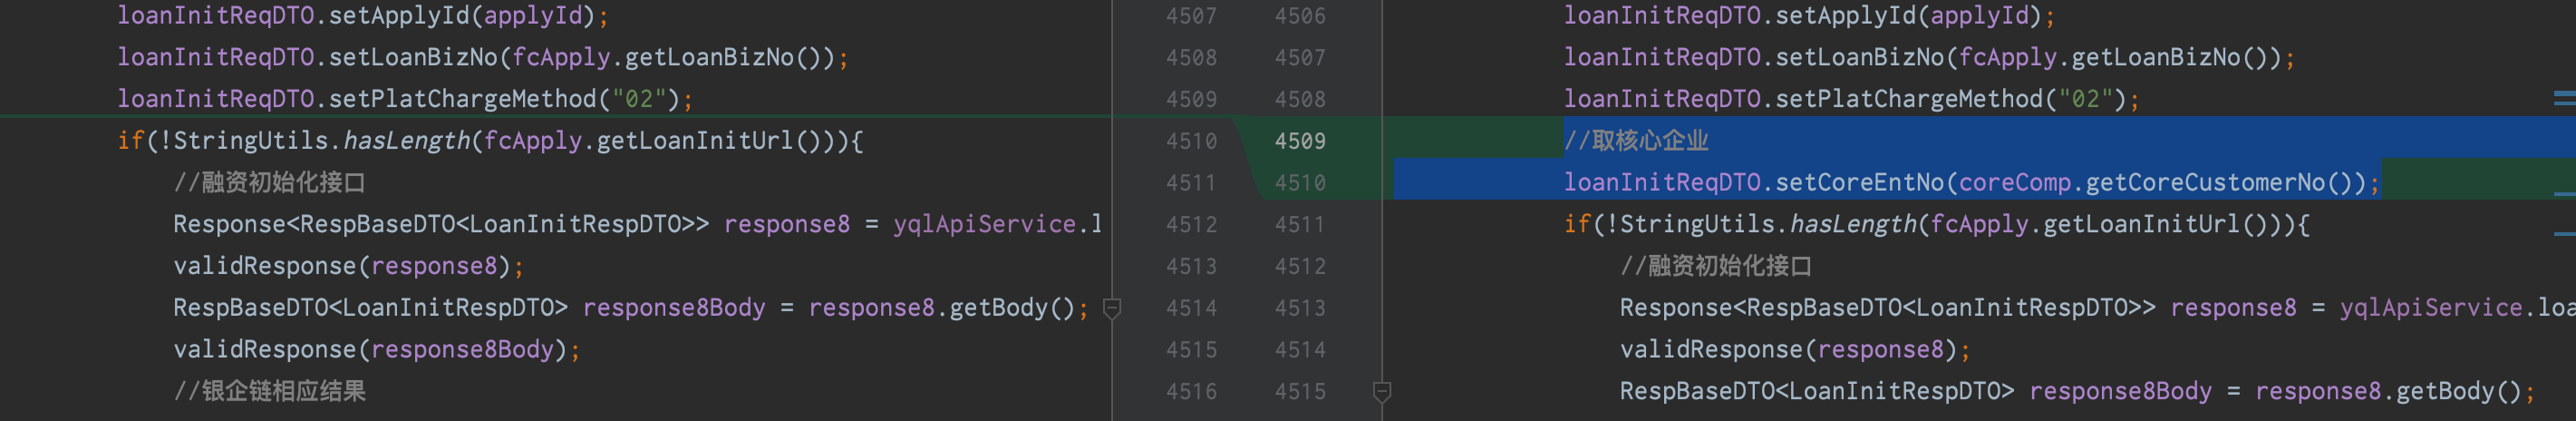 loanInitReqDTO.setApplyId(applyId);
loanInitReqDTO.setLoanBizNo(fcApply.getLoanBizNo());
loanInitReqDTO.setPlatChargeMethod("02");
if(!StringUtils.hasLength(fcApply.getLoanInitUrl())){
//融资初始化接口
Response<RespBaseDTO<LoanInitRespDTO>> response8 = yqlApiService.l
validResponse(response8);
RespBaseDTO<LoanInitRespDTO> response8Body = response8.getBody();
validResponse(response8Body);
//银企链相应结果
4507 4506
4508 4507
4509 4508
4510 4509
4511 4510
4512 4511
4513 4512
4514 4513
4515 4514
4516 4515
loanInitReqDTO.setApplyId(applyId);
loanInitReqDTO.setLoanBizNo(fcApply.getLoanBizNo());
loanInitReqDTO.setPlatChargeMethod("02");
//取核心企业
loanInitReqDTO.setCoreEntNo(coreComp.getCoreCustomerNo());
if(!StringUtils.hasLength(fcApply.getLoanInitUrl())){
//融资初始化接口
Response<RespBaseDTO<LoanInitRespDTO>> response8 = yqlApiService.loa
validResponse(response8);
RespBaseDTO<LoanInitRespDTO> response8Body = response8.getBody();